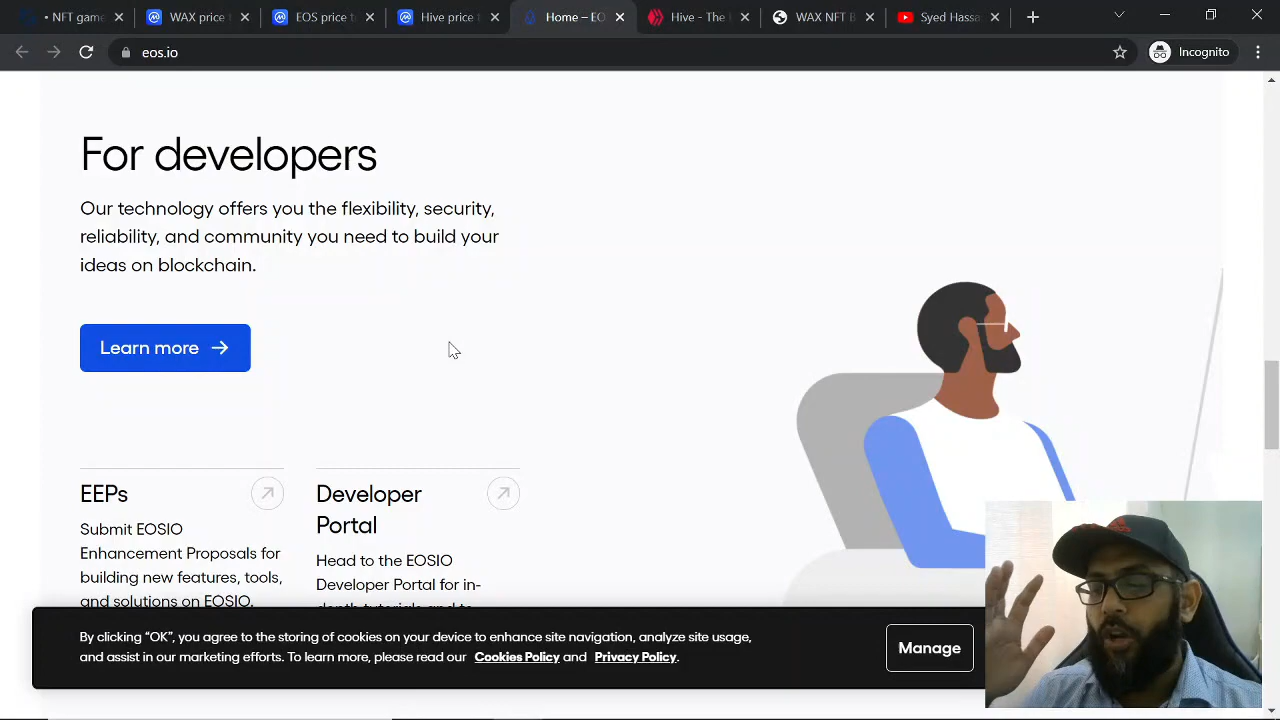 NFT game
WAX price t
EOS price t
Hive price t
Home – EO
Hive - The
WAX NFT B
Syed Hassa
eos.io
Incognito
For developers
Our technology offers you the flexibility, security,
reliability, and community you need to build your
ideas on blockchain.
Learn more
EEPs
Submit EOSIO
Enhancement Proposals for
building new features, tools,
and solutions on EOSIO.
Developer
Portal
Head to the EOSIO
Developer Portal for in-
depth tutorials and to
By clicking “OK”, you agree to the storing of cookies on your device to enhance site navigation, analyze site usage,
and assist in our marketing efforts. To learn more, please read our Cookies Policy and Privacy Policy.
Manage